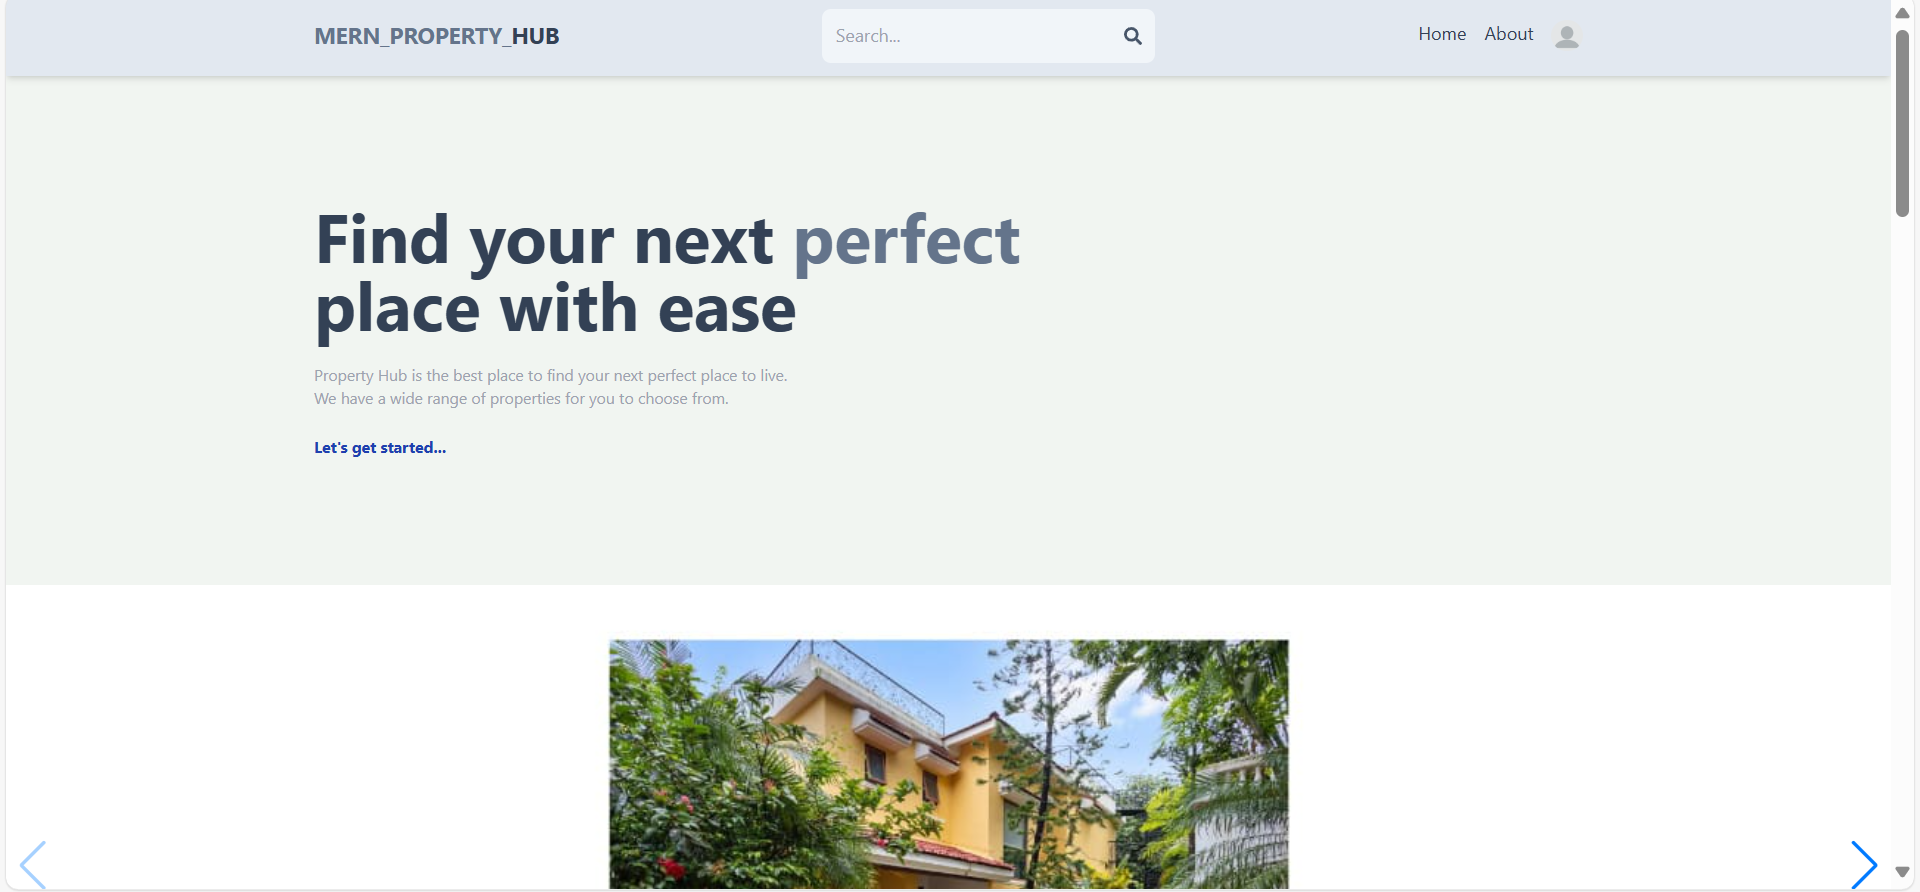 MERN_PROPERTY_HUB
Search...
Home
About
Find your next perfect
place with ease
Property Hub is the best place to find your next perfect place to live.
We have a wide range of properties for you to choose from.
Let's get started...